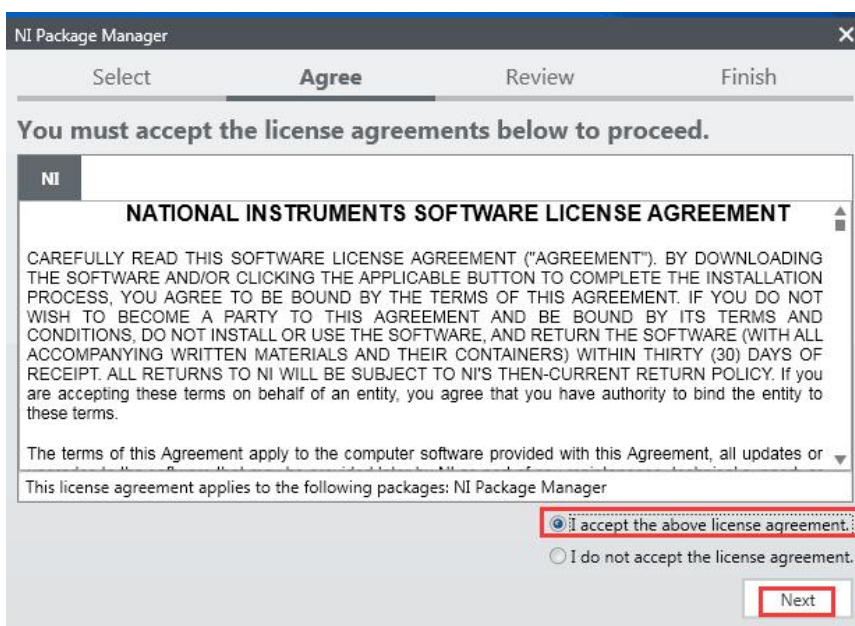 NI Package Manager
Select Agree Review Finish
You must accept the license agreements below to proceed.
NI
NATIONAL INSTRUMENTS SOFTWARE LICENSE AGREEMENT
CAREFULLY READ THIS SOFTWARE LICENSE AGREEMENT ("AGREEMENT"). BY DOWNLOADING
THE SOFTWARE AND/OR CLICKING THE APPLICABLE BUTTON TO COMPLETE THE INSTALLATION
PROCESS, YOU AGREE TO BE BOUND BY THE TERMS OF THIS AGREEMENT. IF YOU DO NOT
WISH TO BECOME A PARTY TO THIS AGREEMENT AND BE BOUND BY ITS TERMS AND
CONDITIONS, DO NOT INSTALL OR USE THE SOFTWARE, AND RETURN THE SOFTWARE (WITH ALL
ACCOMPANYING WRITTEN MATERIALS AND THEIR CONTAINERS) WITHIN THIRTY (30) DAYS OF
RECEIPT. ALL RETURNS TO NI WILL BE SUBJECT TO NI'S THEN-CURRENT RETURN POLICY. If you
are accepting these terms on behalf of an entity, you agree that you have authority to bind the entity to
these terms.
The terms of this Agreement apply to the computer software provided with this Agreement, all updates or
This license agreement applies to the following packages: NI Package Manager
I accept the above license agreement.
I do not accept the license agreement.
Next